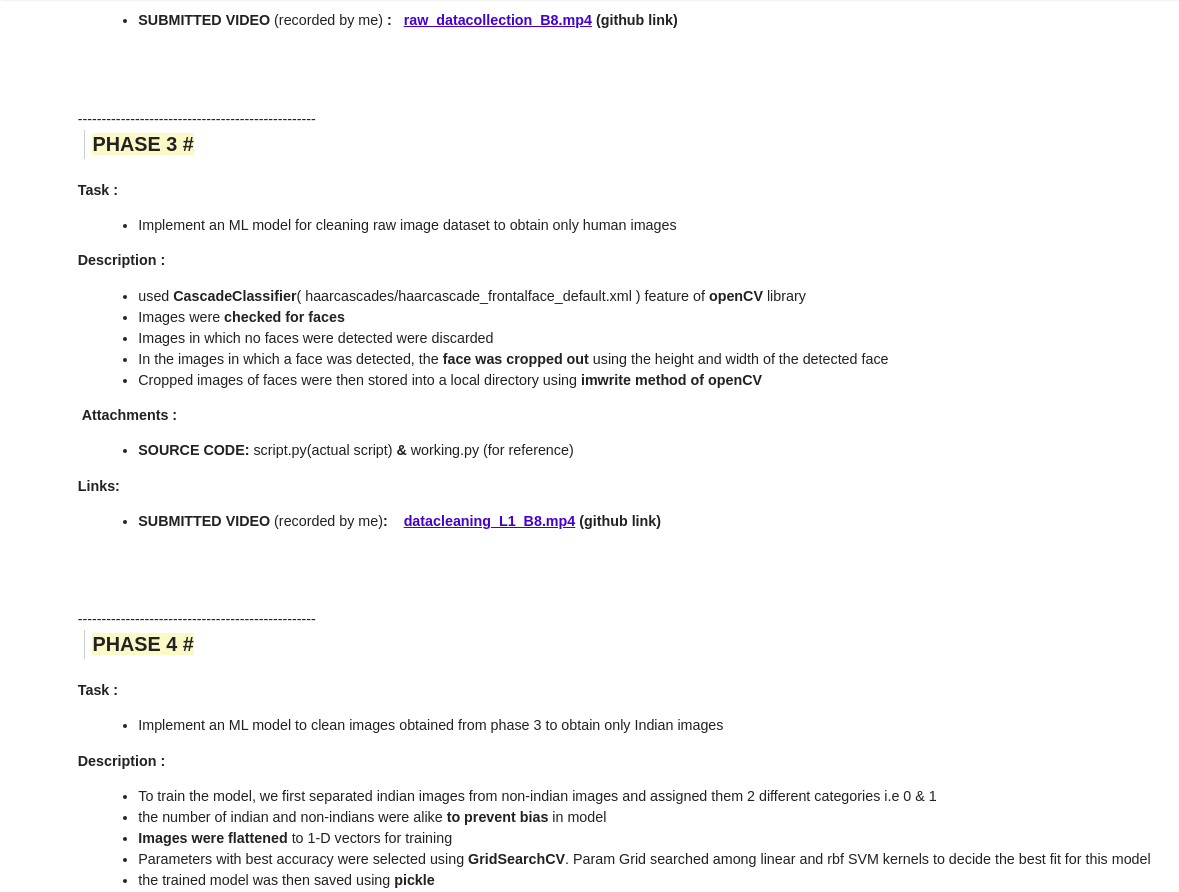 SUBMITTED VIDEO (recorded by me) : raw_datacollection_B8.mp4 (github link)
--------------------------------------------------
PHASE 3 #
Task :
Implement an ML model for cleaning raw image dataset to obtain only human images
Description :
used CascadeClassifier( haarcascades/haarcascade_frontalface_default.xml ) feature of openCV library
Images were checked for faces
Images in which no faces were detected were discarded
In the images in which a face was detected, the face was cropped out using the height and width of the detected face
Cropped images of faces were then stored into a local directory using imwrite method of openCV
Attachments :
SOURCE CODE: script.py(actual script) & working.py (for reference)
Links:
SUBMITTED VIDEO (recorded by me): datacleaning_L1_B8.mp4 (github link)
--------------------------------------------------
PHASE 4 #
Task :
Implement an ML model to clean images obtained from phase 3 to obtain only Indian images
Description :
To train the model, we first separated indian images from non-indian images and assigned them 2 different categories i.e 0 & 1
the number of indian and non-indians were alike to prevent bias in model
Images were flattened to 1-D vectors for training
Parameters with best accuracy were selected using GridSearchCV. Param Grid searched among linear and rbf SVM kernels to decide the best fit for this model
the trained model was then saved using pickle